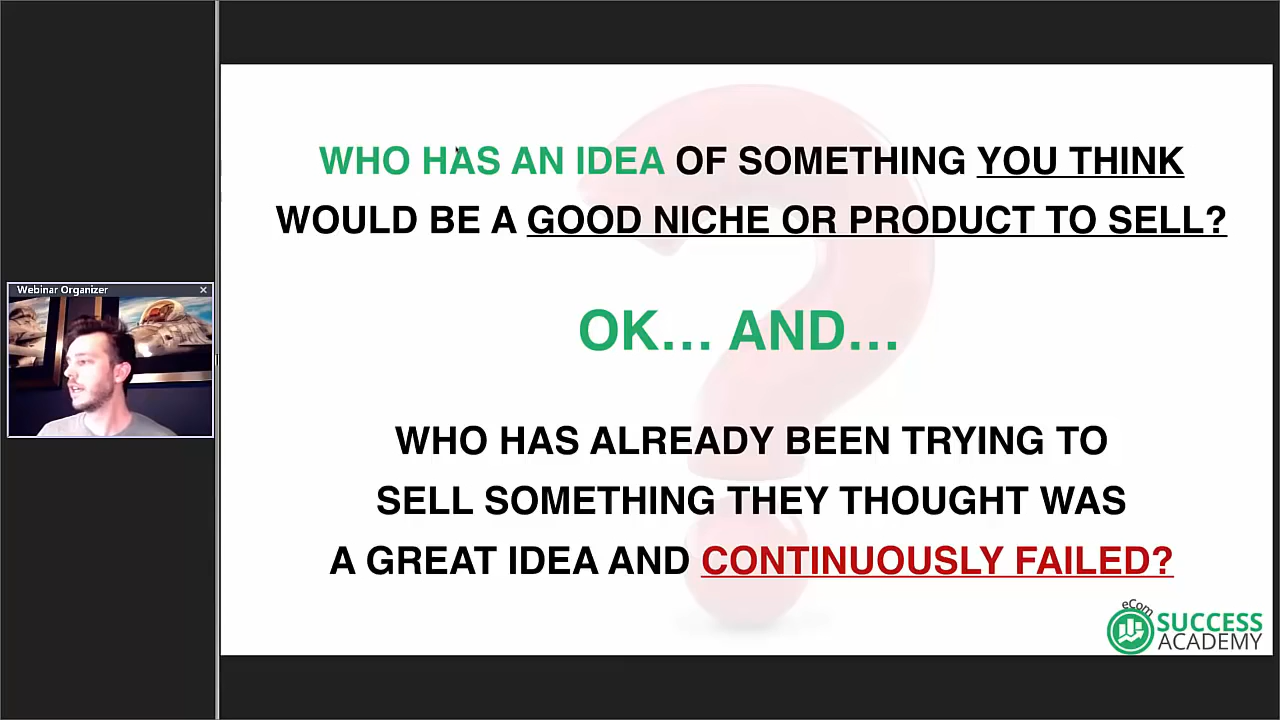 WHO HAS AN IDEA OF SOMETHING YOU THINK
WOULD BE A GOOD NICHE OR PRODUCT TO SELL?
Webinar Organizer
OK... AND...
WHO HAS ALREADY BEEN TRYING TO
SELL SOMETHING THEY THOUGHT WAS
A GREAT IDEA AND CONTINUOUSLY FAILED?
eCom
SUCCESS
ACADEMY